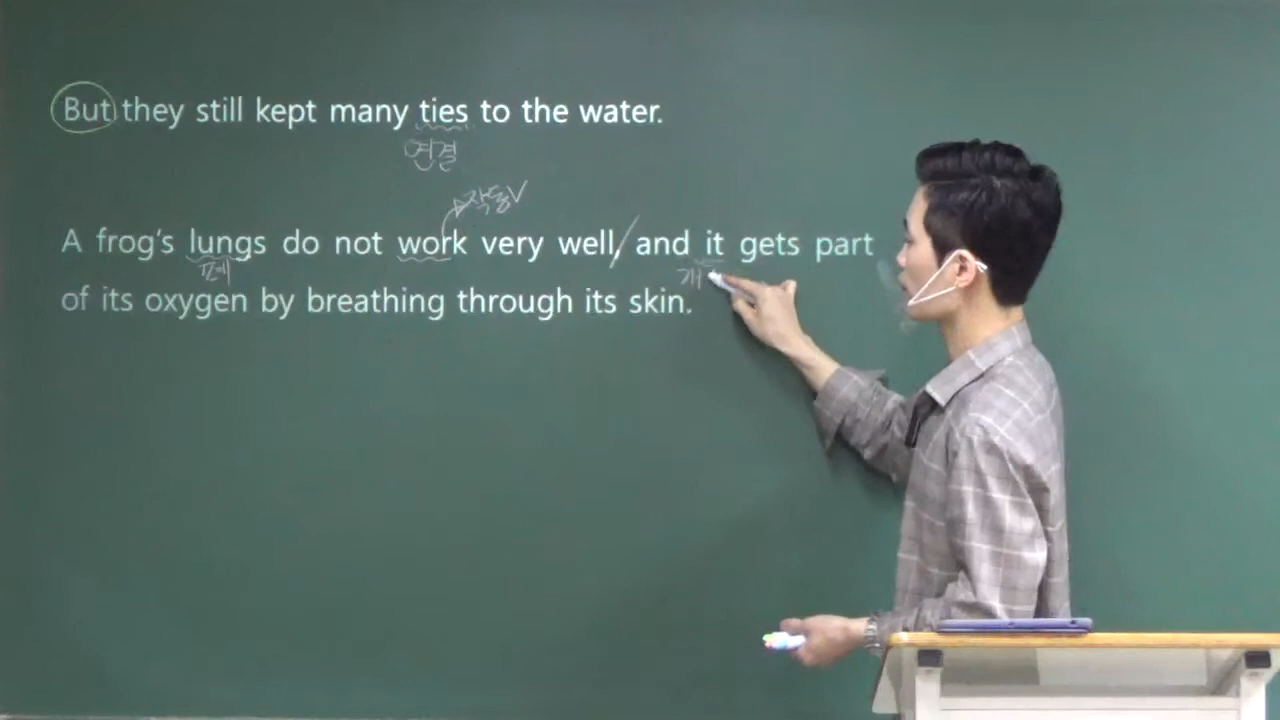 But they still kept many ties to the water.
연결
작동V
A frog's lungs do not work very well, / and it gets part
폐
개
of its oxygen by breathing through its skin.